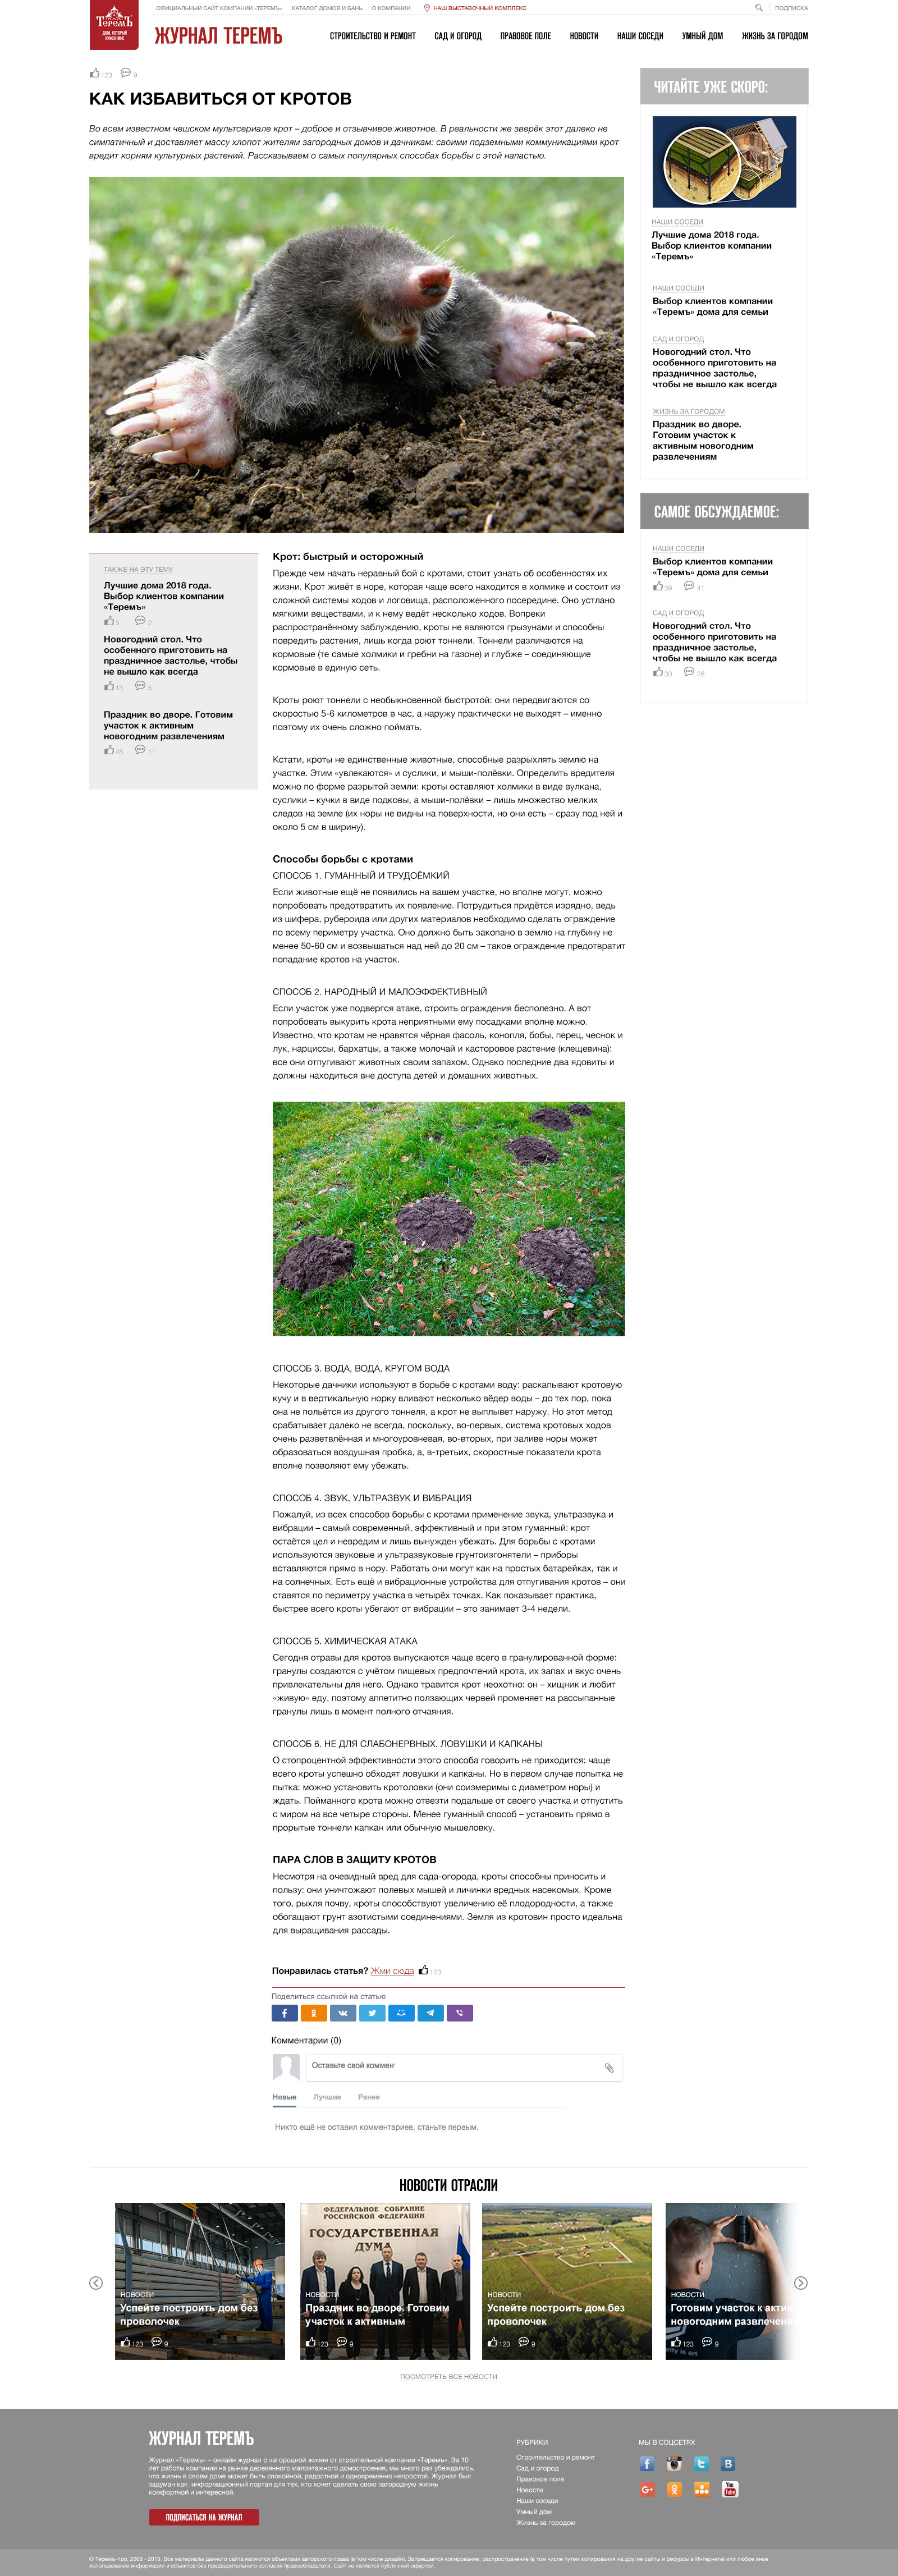 ТеремЪ
ДОМ, КОТОРЫЙ
НУЖЕН МНЕ
ОФИЦИАЛЬНЫЙ САЙТ КОМПАНИИ «ТЕРЕМЪ»
КАТАЛОГ ДОМОВ И БАНЬ
О КОМПАНИИ
НАШ ВЫСТАВОЧНЫЙ КОМПЛЕКС
ПОДПИСКА
ЖУРНАЛ ТЕРЕМЪ
СТРОИТЕЛЬСТВО И РЕМОНТ
САД И ОГОРОД
ПРАВОВОЕ ПОЛЕ
НОВОСТИ
НАШИ СОСЕДИ
УМНЫЙ ДОМ
ЖИЗНЬ ЗА ГОРОДОМ
123 9
КАК ИЗБАВИТЬСЯ ОТ КРОТОВ
Во всем известном чешском мультсериале крот – доброе и отзывчивое животное. В реальности же зверёк этот далеко не
симпатичный и доставляет массу хлопот жителям загородных домов и дачникам: своими подземными коммуникациями крот
вредит корням культурных растений. Рассказываем о самых популярных способах борьбы с этой напастью.
ЧИТАЙТЕ УЖЕ СКОРО:
НАШИ СОСЕДИ
Лучшие дома 2018 года.
Выбор клиентов компании
«Теремъ»
НАШИ СОСЕДИ
Выбор клиентов компании
«Теремъ» дома для семьи
САД И ОГОРОД
Новогодний стол. Что
особенного приготовить на
праздничное застолье,
чтобы не вышло как всегда
ЖИЗНЬ ЗА ГОРОДОМ
Праздник во дворе.
Готовим участок к
активным новогодним
развлечениям
САМОЕ ОБСУЖДАЕМОЕ:
НАШИ СОСЕДИ
Выбор клиентов компании
«Теремъ» дома для семьи
39 41
САД И ОГОРОД
Новогодний стол. Что
особенного приготовить на
праздничное застолье,
чтобы не вышло как всегда
30 28
ТАКЖЕ НА ЭТУ ТЕМУ
Лучшие дома 2018 года.
Выбор клиентов компании
«Теремъ»
3 2
Новогодний стол. Что
особенного приготовить на
праздничное застолье, чтобы
не вышло как всегда
13 5
Праздник во дворе. Готовим
участок к активным
новогодним развлечениям
45 11
Крот: быстрый и осторожный
Прежде чем начать неравный бой с кротами, стоит узнать об особенностях их
жизни. Крот живёт в норе, которая чаще всего находится от холмика и состоит из
сложной системы ходов и логовища, расположенного посередине. Оно устлано
мягкими веществами, и к нему ведёт несколько ходов. Вопреки
распространённому заблуждению, кроты не являются грызунами и способны
повредить растения, лишь когда роют тоннели. Тоннели различаются на
кормовые (те самые холмики и гребни на газоне) и глубже – соединяющие
кормовые в единую сеть.
Кроты роют тоннели с необыкновенной быстротой: они передвигаются со
скоростью 5-6 километров в час, а наружу практически не выходят – именно
поэтому их очень сложно поймать.
Кстати, кроты не единственные животные, способные разрыхлять землю на
участке. Этим «увлекаются» и суслики, и мыши-полёвки. Определить вредителя
можно по форме разрытой земли: кроты оставляют холмики в виде вулкана,
суслики – кучки в виде подковы, а мыши-полёвки – лишь множество мелких
следов на земле (их норы не видны на поверхности, но они есть – сразу под ней и
около 5 см в ширину).
Способы борьбы с кротами
СПОСОБ 1. ГУМАННЫЙ И ТРУДОЁМКИЙ
Если животные ещё не появились на вашем участке, но вполне могут, можно
попробовать предотвратить их появление. Потрудиться придётся изрядно, ведь
из шифера, рубероида или других материалов необходимо сделать ограждение
по всему периметру участка. Оно должно быть закопано в землю на глубину не
менее 50-60 см и возвышаться над ней до 20 см – такое ограждение предотвратит
попадание кротов на участок.
СПОСОБ 2. НАРОДНЫЙ И МАЛОЭФФЕКТИВНЫЙ
Если участок уже подвергся атаке, строить ограждения бесполезно. А вот
попробовать выкурить крота неприятными ему посадками вполне можно.
Известно, что кротам не нравятся чёрная фасоль, конопля, бобы, перец, чеснок и
лук, нарциссы, бархатцы, а также молочай и касторовое растение (клещевина):
все они отпугивают животных своим запахом. Однако последние два ядовиты и
должны находиться вне доступа детей и домашних животных.
СПОСОБ 3. ВОДА, ВОДА, КРУГОМ ВОДА
Некоторые дачники используют в борьбе с кротами воду: раскапывают кротовую
кучу и в вертикальную норку вливают несколько вёдер воды – до тех пор, пока
она не польётся из другого тоннеля, а крот не выплывет наружу. Но этот метод
срабатывает далеко не всегда, поскольку, во-первых, система кротовых ходов
очень разветвлённая и многоуровневая, во-вторых, при заливе норы может
образоваться воздушная пробка, а, в-третьих, скоростные показатели крота
вполне позволяют ему убежать.
СПОСОБ 4. ЗВУК, УЛЬТРАЗВУК И ВИБРАЦИЯ
Пожалуй, из всех способов борьбы с кротами применение звука, ультразвука и
вибрации – самый современный, эффективный и при этом гуманный: крот
остаётся цел и невредим и лишь вынужден убежать. Для борьбы с кротами
используются звуковые и ультразвуковые грунтоизгонятели – приборы
вставляются прямо в нору. Работать они могут как на простых батарейках, так и
на солнечных. Есть ещё и вибрационные устройства для отпугивания кротов – они
ставятся по периметру участка в четырёх точках. Как показывает практика,
быстрее всего кроты убегают от вибрации – это занимает 3-4 недели.
СПОСОБ 5. ХИМИЧЕСКАЯ АТАКА
Сегодня отравы для кротов выпускаются чаще всего в гранулированной форме:
гранулы создаются с учётом пищевых предпочтений крота, их запах и вкус очень
привлекательны для него. Однако травится крот неохотно: он – хищник и любит
«живую» еду, поэтому аппетитно ползающих червей променяет на рассыпанные
гранулы лишь в момент полного отчаяния.
СПОСОБ 6. НЕ ДЛЯ СЛАБОНЕРВНЫХ. ЛОВУШКИ И КАПКАНЫ
О стопроцентной эффективности этого способа говорить не приходится: чаще
всего кроты успешно обходят ловушки и капканы. Но в первом случае попытка не
пытка: можно установить кротоловки (они соизмеримы с диаметром норы) и
ждать. Пойманного крота можно отвезти подальше от своего участка и отпустить
с миром на все четыре стороны. Менее гуманный способ – установить прямо в
прорытые тоннели капкан или обычную мышеловку.
ПАРА СЛОВ В ЗАЩИТУ КРОТОВ
Несмотря на очевидный вред для сада-огорода, кроты способны приносить и
пользу: они уничтожают полевых мышей и личинки вредных насекомых. Кроме
того, рыхля почву, кроты способствуют увеличению её плодородности, а также
обогащают грунт азотистыми соединениями. Земля из кротовин просто идеальна
для выращивания рассады.
Понравилась статья? Жми сюда 123
Поделиться ссылкой на статью
Комментарии (0)
Оставьте свой коммент
Новые Лучшие Ранее
Никто ещё не оставил комментариев, станьте первым.
НОВОСТИ ОТРАСЛИ
НОВОСТИ
Успейте построить дом без
проволочек
123 9
ФЕДЕРАЛЬНОЕ СОБРАНИЕ
РОССИЙСКОЙ ФЕДЕРАЦИИ
ГОСУДАРСТВЕННАЯ
ДУМА
НОВОСТИ
Праздник во дворе. Готовим
участок к активным
123 9
НОВОСТИ
Успейте построить дом без
проволочек
123 9
НОВОСТИ
Готовим участок к актив
новогодним развлечени
123 9
ПОСМОТРЕТЬ ВСЕ НОВОСТИ
ЖУРНАЛ ТЕРЕМЪ
Журнал «Теремъ» – онлайн журнал о загородной жизни от строительной компании «Теремъ». За 10
лет работы компании на рынке деревянного малоэтажного домостроения, мы много раз убеждались,
что жизнь в своем доме может быть спокойной, радостной и одновременно непростой. Журнал был
задуман как информационный портал для тех, кто хочет сделать свою загородную жизнь
комфортной и интересной.
ПОДПИСАТЬСЯ НА ЖУРНАЛ
РУБРИКИ
Строительство и ремонт
Сад и огород
Правовое поле
Новости
Наши соседи
Умный дом
Жизнь за городом
МЫ В СОЦСЕТЯХ
You
Tube
© Теремъ-про, 2009 - 2019. Все материалы данного сайта являются объектами авторского права (в том числе дизайн). Запрещается копирование, распространение (в том числе путем копирования на другие сайты и ресурсы в Интернете) или любое иное
использование информации и объектов без предварительного согласия правообладателя. Сайт не является публичной офертой.